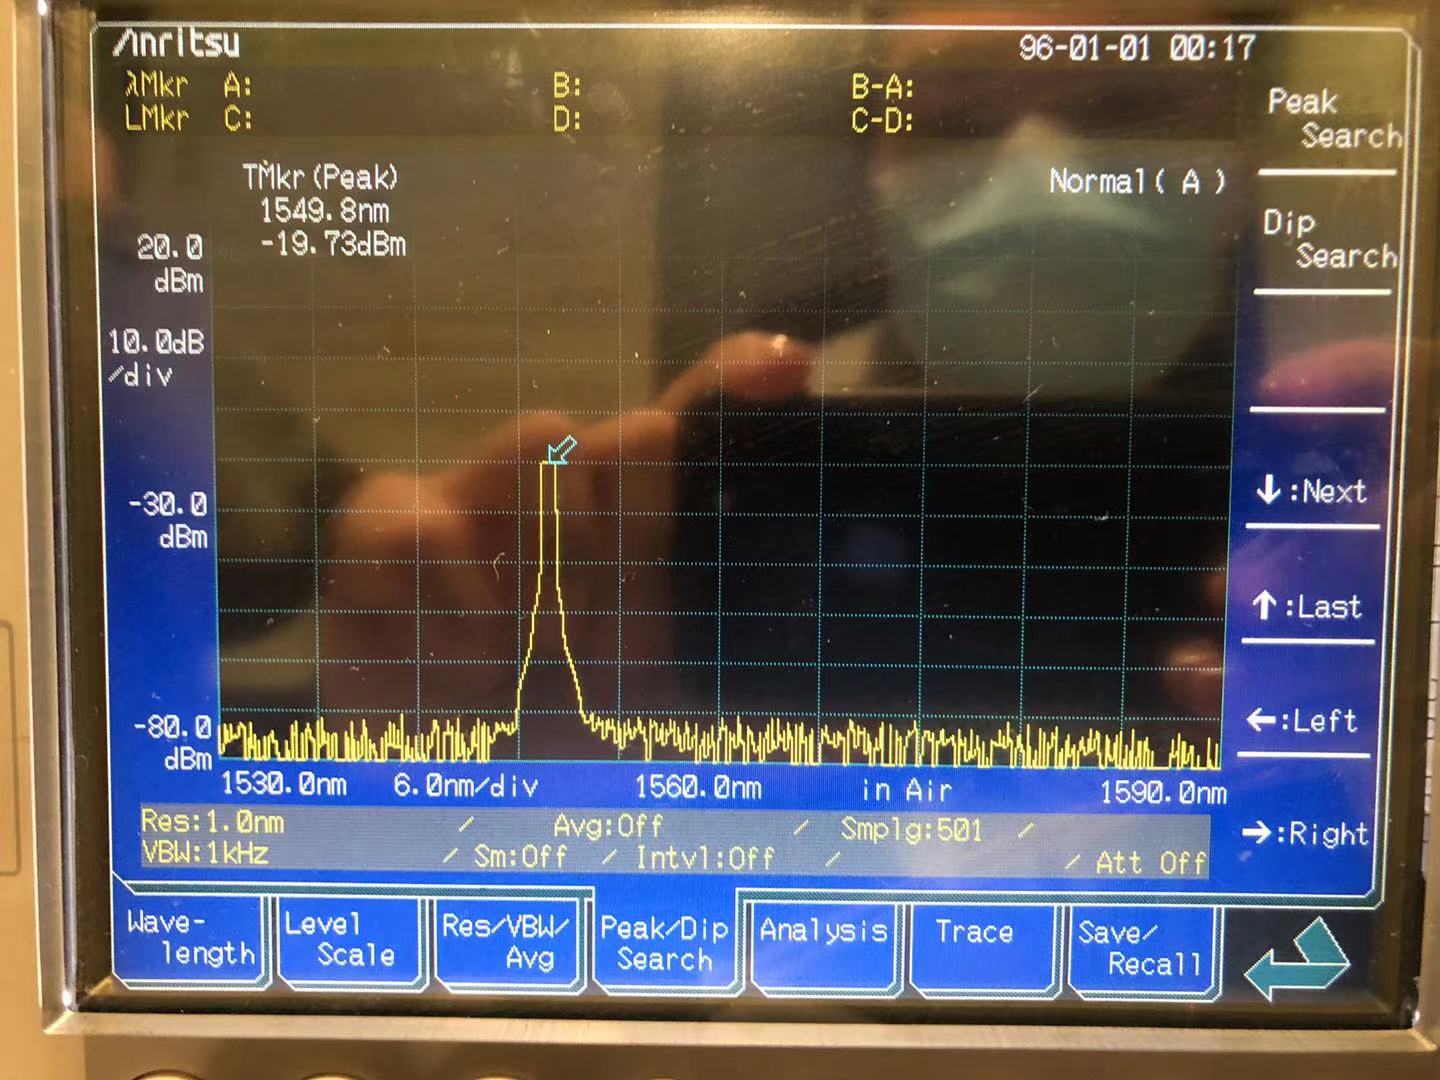 Anritsu 96-01-01 00:17
λMkr A: B: B-A:
LMkr C: D: C-D:
TMkr(Peak) Normal( A )
1549.8nm
-19.73dBm
20.0
dBm
10.0dB
/div
-30.0
dBm
-80.0
dBm
1530.0nm 6.0nm/div 1560.0nm in Air 1590.0nm
Res:1.0nm / Avg:Off / Smplg:501 /
VBW:1kHz / Sm:Off / Intvl:Off / / Att Off
Peak
Search
Dip
Search
↓:Next
↑:Last
←:Left
→:Right
Wave-
length
Level
Scale
Res/VBW/
Avg
Peak/Dip
Search
Analysis
Trace
Save/
Recall